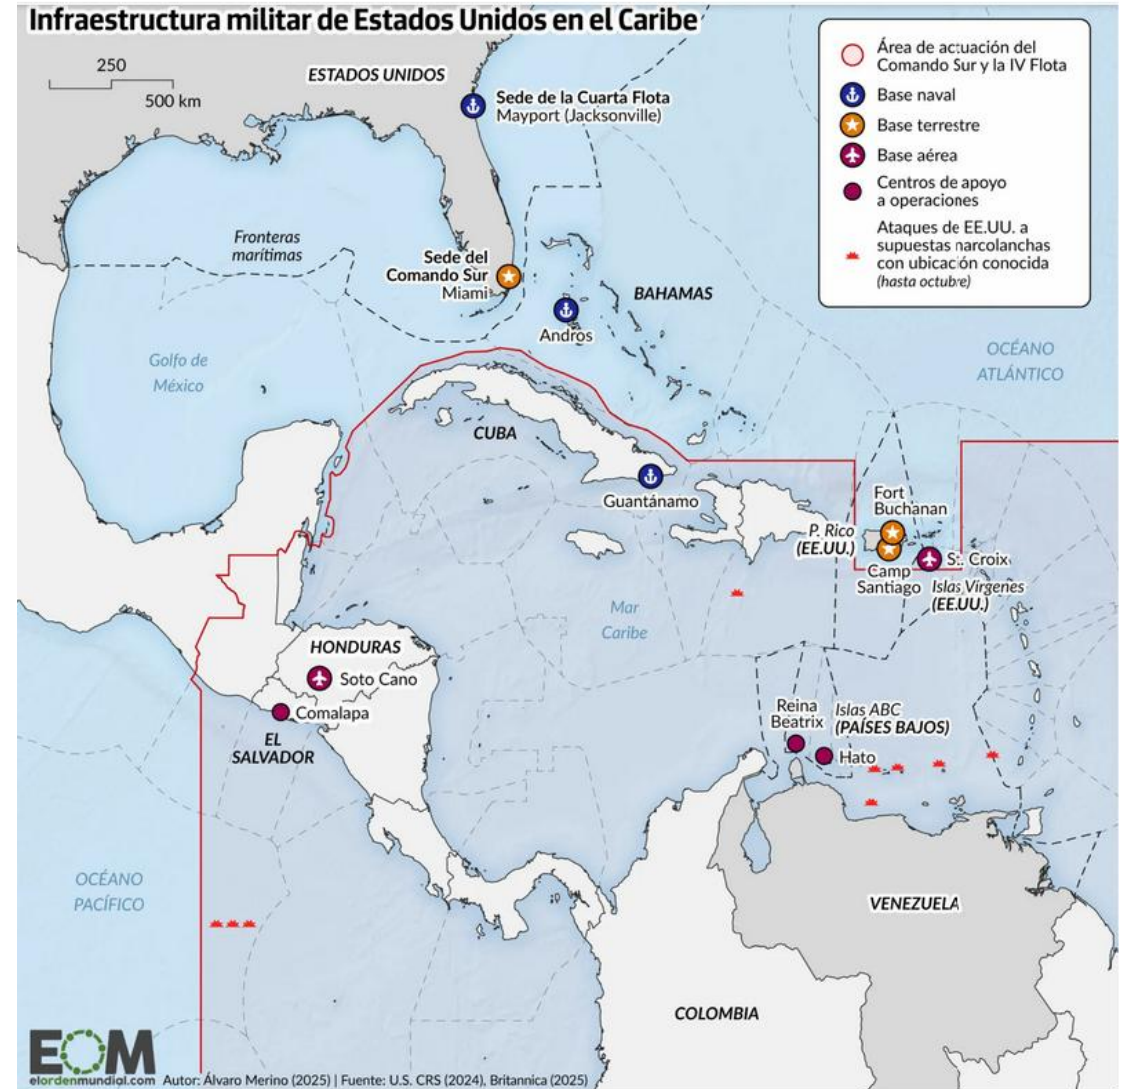 Infraestructura militar de Estados Unidos en el Caribe
250
500 km
ESTADOS UNIDOS
Sede de la Cuarta Flota
Mayport (Jacksonville)
Área de actuación del
Comando Sur y la IV Flota
Base naval
Base terrestre
Base aérea
Centros de apoyo
a operaciones
Ataques de EE.UU. a
supuestas narcolanchas
con ubicación conocida
(hasta octubre)
Fronteras
marítimas
Sede del
Comando Sur
Miami
BAHAMAS
Andros
Golfo de
México
OCÉANO
ATLÁNTICO
CUBA
Guantánamo
Fort
Buchanan
P. Rico
(EE.UU.)
Camp
Santiago
St. Croix
Islas Vírgenes
(EE.UU.)
Mar
Caribe
HONDURAS
Soto Cano
Comalapa
EL
SALVADOR
Reina
Beatrix
Islas ABC
(PAÍSES BAJOS)
Hato
OCÉANO
PACÍFICO
VENEZUELA
COLOMBIA
EOM
elordenmundial.com
Autor: Álvaro Merino (2025) | Fuente: U.S. CRS (2024), Britannica (2025)